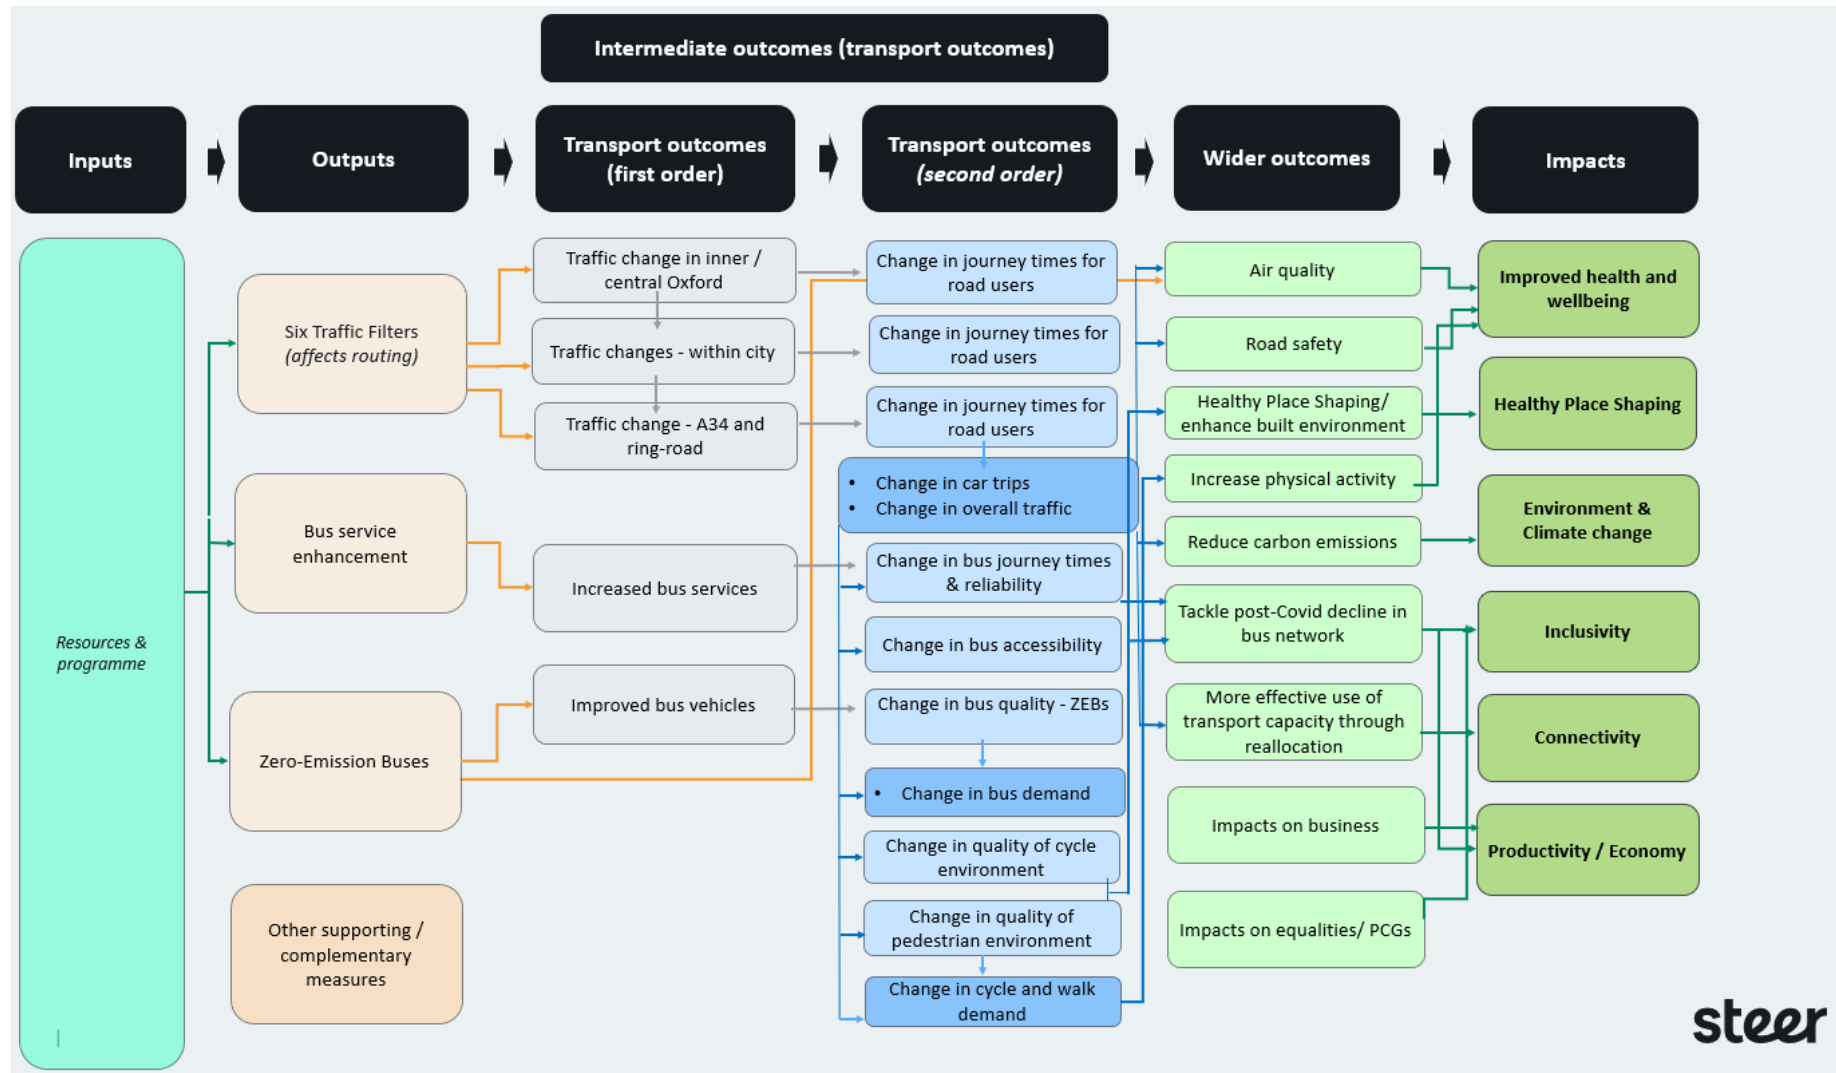 Intermediate outcomes (transport outcomes)
Inputs
Outputs
Transport outcomes
(first order)
Transport outcomes
(second order)
Wider outcomes
Impacts
Resources &
programme
Six Traffic Filters
(affects routing)
Bus service
enhancement
Zero-Emission Buses
Other supporting /
complementary
measures
Traffic change in inner /
central Oxford
Traffic changes - within city
Traffic change - A34 and
ring-road
Increased bus services
Improved bus vehicles
Change in journey times for
road users
Change in journey times for
road users
Change in journey times for
road users
• Change in car trips
• Change in overall traffic
Change in bus journey times
& reliability
Change in bus accessibility
Change in bus quality - ZEBs
• Change in bus demand
Change in quality of cycle
environment
Change in quality of
pedestrian environment
Change in cycle and walk
demand
Air quality
Road safety
Healthy Place Shaping/
enhance built environment
Increase physical activity
Reduce carbon emissions
Tackle post-Covid decline in
bus network
More effective use of
transport capacity through
reallocation
Impacts on business
Impacts on equalities/ PCGs
Improved health and
wellbeing
Healthy Place Shaping
Environment &
Climate change
Inclusivity
Connectivity
Productivity / Economy
steer